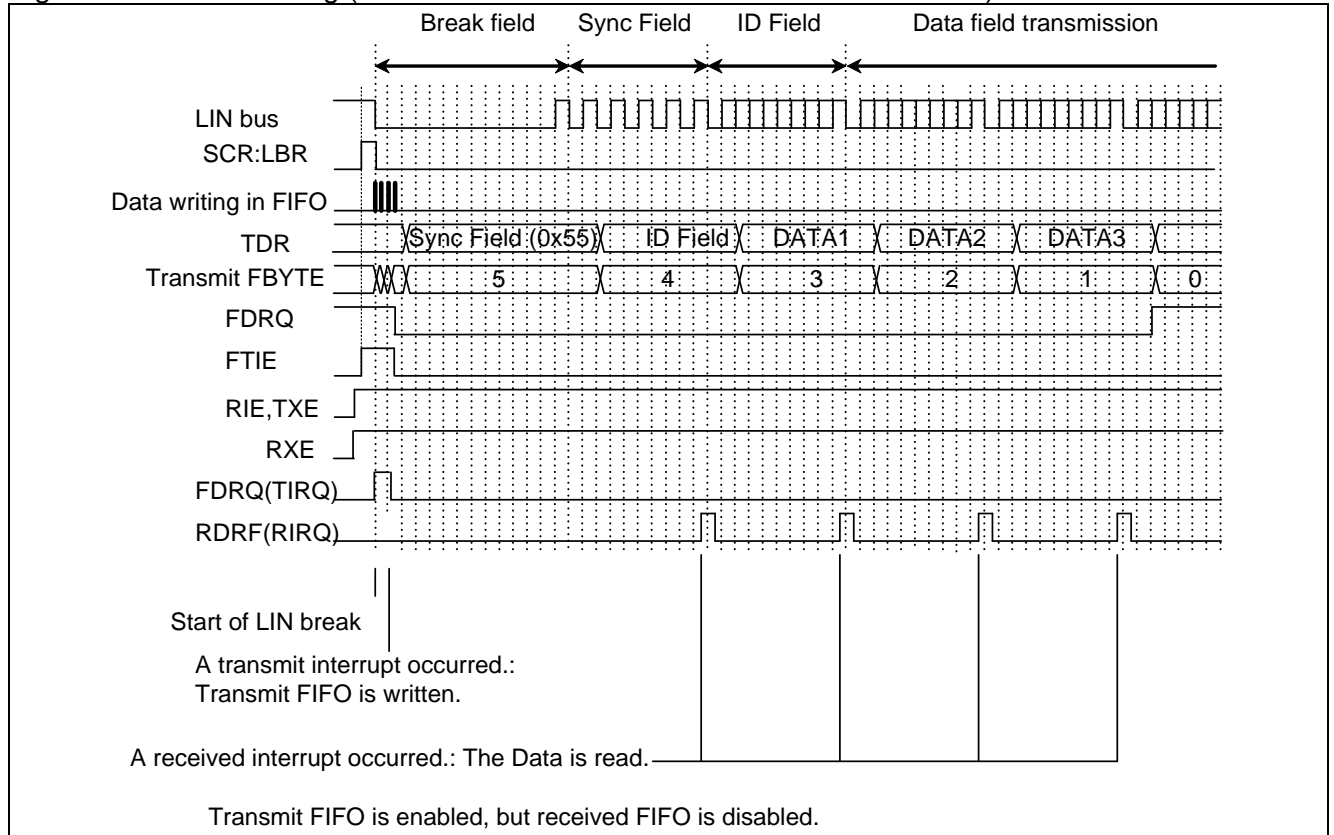 Break field Sync Field ID Field Data field transmission
LIN bus
SCR:LBR
Data writing in FIFO
TDR Sync Field (0x55) ID Field DATA1 DATA2 DATA3
Transmit FBYTE 5 4 3 2 1 0
FDRQ
FTIE
RIE,TXE
RXE
FDRQ(TIRQ)
RDRF(RIRQ)
Start of LIN break
A transmit interrupt occurred.:
Transmit FIFO is written.
A received interrupt occurred.: The Data is read.
Transmit FIFO is enabled, but received FIFO is disabled.